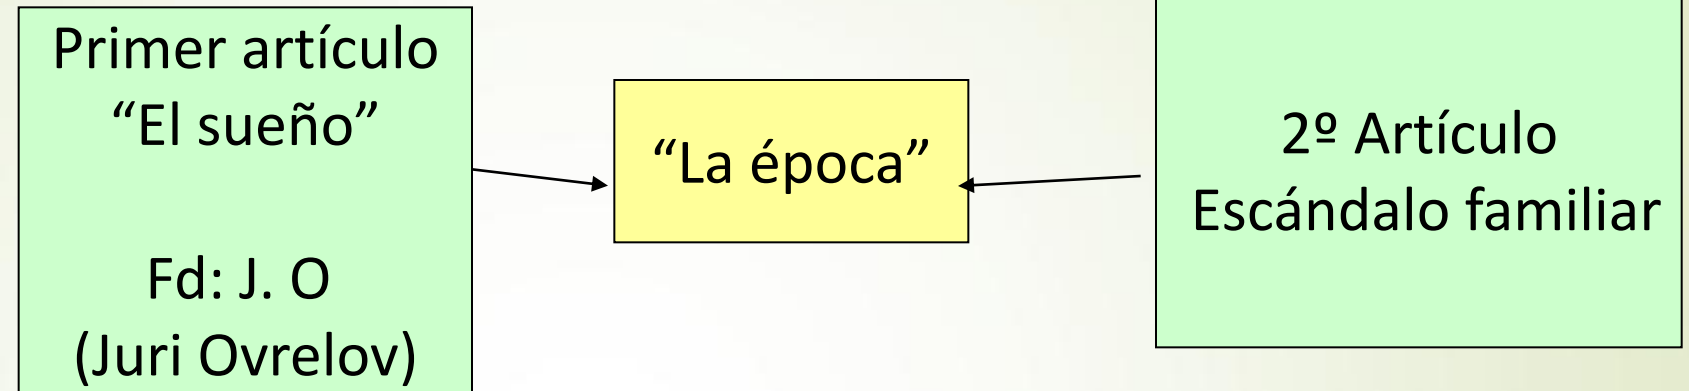 Primer artículo
“El sueño”
Fd: J. O
(Juri Ovrelov)
“La época”
2º Artículo
Escándalo familiar